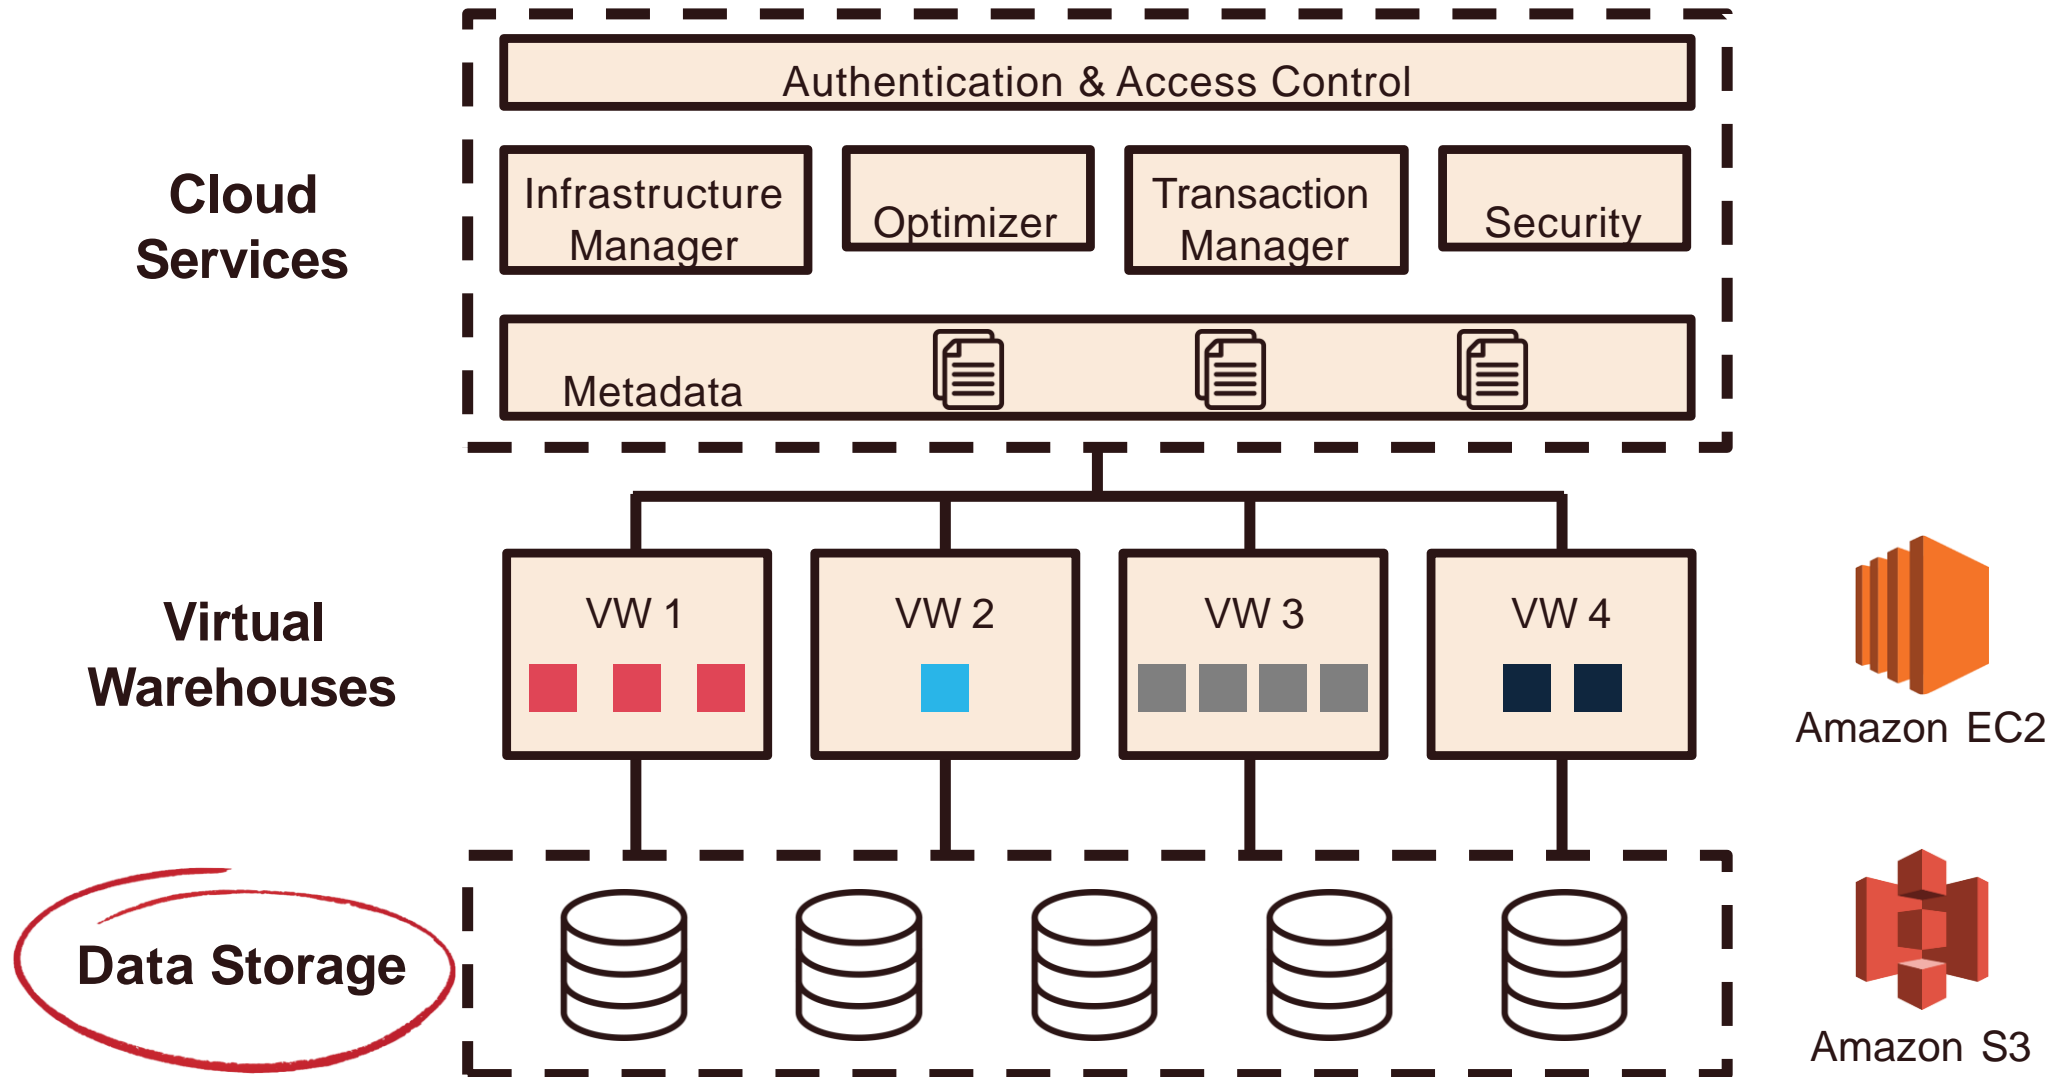 Authentication & Access Control
Cloud
Services
Infrastructure
Manager
Optimizer
Transaction
Manager
Security
Metadata
Virtual
Warehouses
VW 1
VW 2
VW 3
VW 4
Amazon EC2
Data Storage
Amazon S3